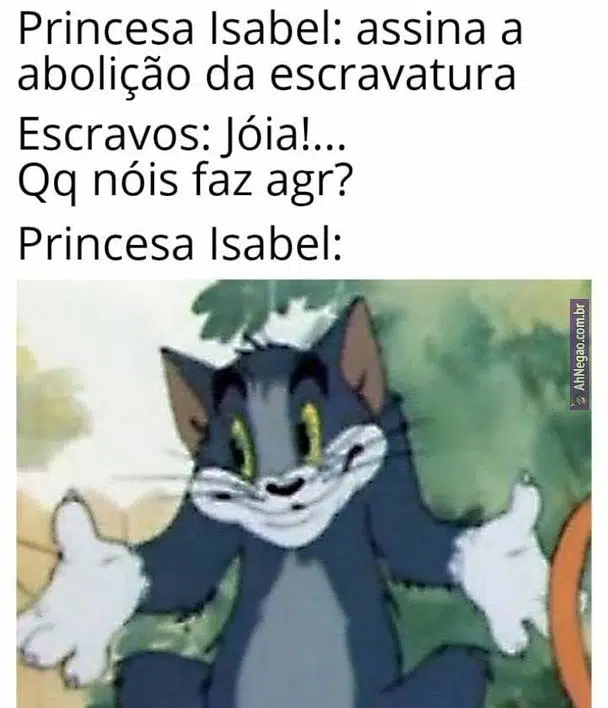 Princesa Isabel: assina a
abolição da escravatura
Escravos: Jóia!...
Qq nóis faz agr?
Princesa Isabel:
AhNegao.com.br